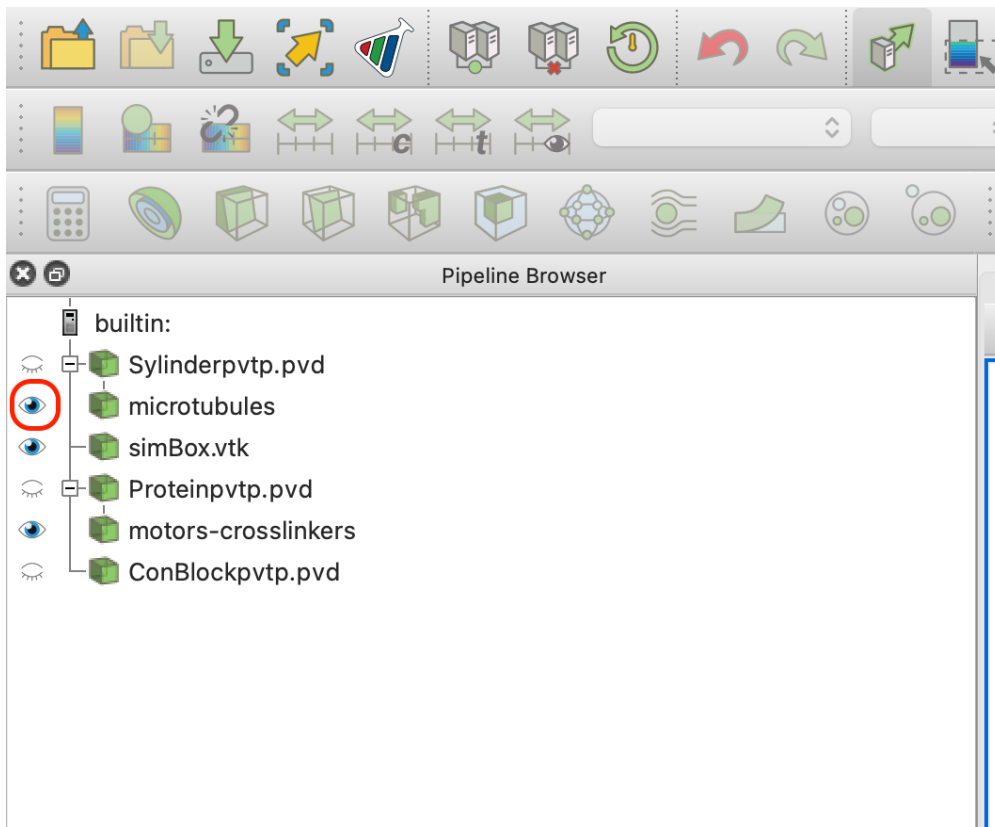 c
t
Pipeline Browser
builtin:
Sylinderpvtp.pvd
microtubules
simBox.vtk
Proteinpvtp.pvd
motors-crosslinkers
ConBlockpvtp.pvd